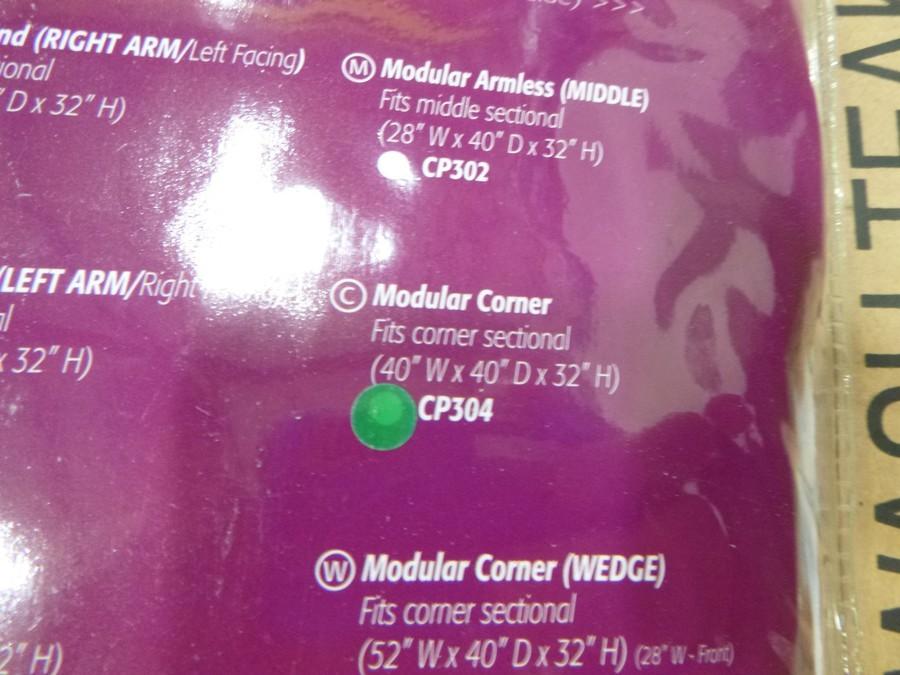 >>>
nd (RIGHT ARM/Left Facing)
ional
" D x 32" H)
Ⓜ Modular Armless (MIDDLE)
Fits middle sectional
(28" W x 40" D x 32" H)
CP302
(LEFT ARM/Right
al
x 32" H)
Ⓒ Modular Corner
Fits corner sectional
(40" W x 40" D x 32" H)
CP304
2" H)
Ⓦ Modular Corner (WEDGE)
Fits corner sectional
(52" W x 40" D x 32" H) (28" W - Front)